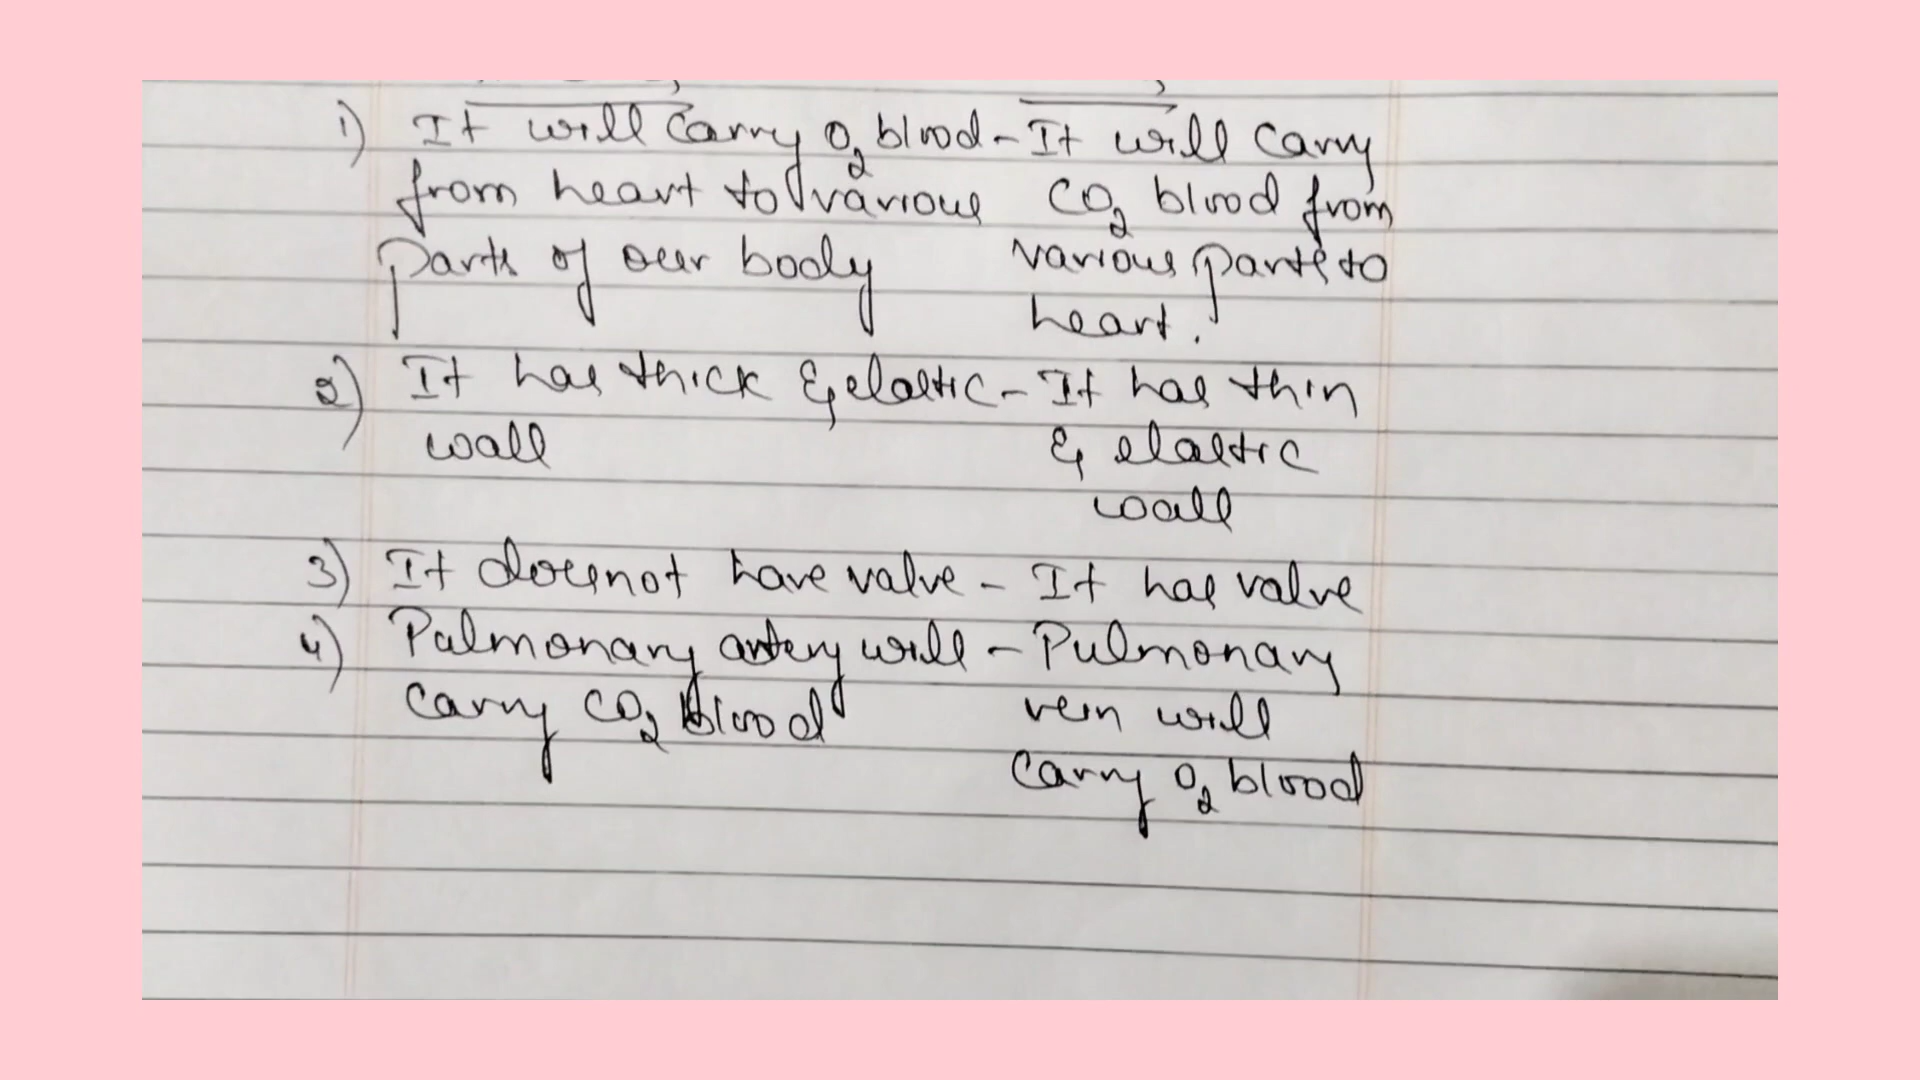 1) It will carry O2 blood - It will carry
from heart to various CO2 blood from
parts of our body various parts to
heart.
2) It has thick & elastic - It has thin
wall & elastic
wall
3) It does not have valve - It has valve
4) Pulmonary artery will - Pulmonary
carry CO2 blood vein will
carry O2 blood